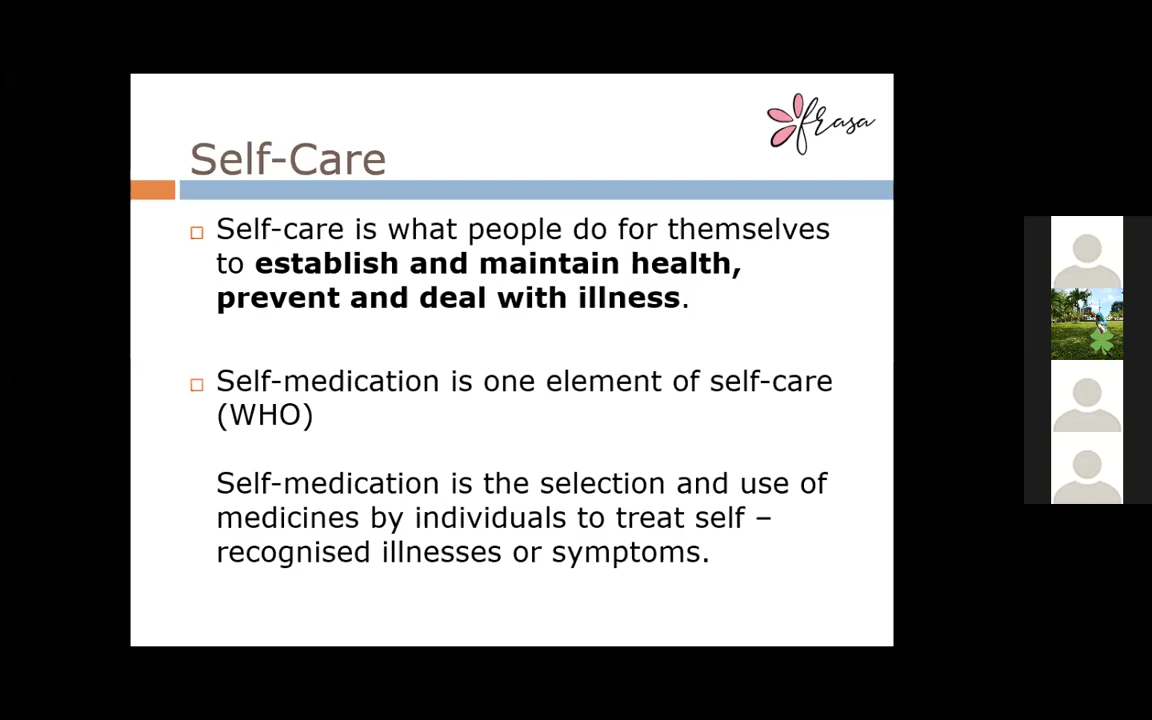 frasa
Self-Care
Self-care is what people do for themselves
to establish and maintain health,
prevent and deal with illness.
Self-medication is one element of self-care
(WHO)
Self-medication is the selection and use of
medicines by individuals to treat self –
recognised illnesses or symptoms.